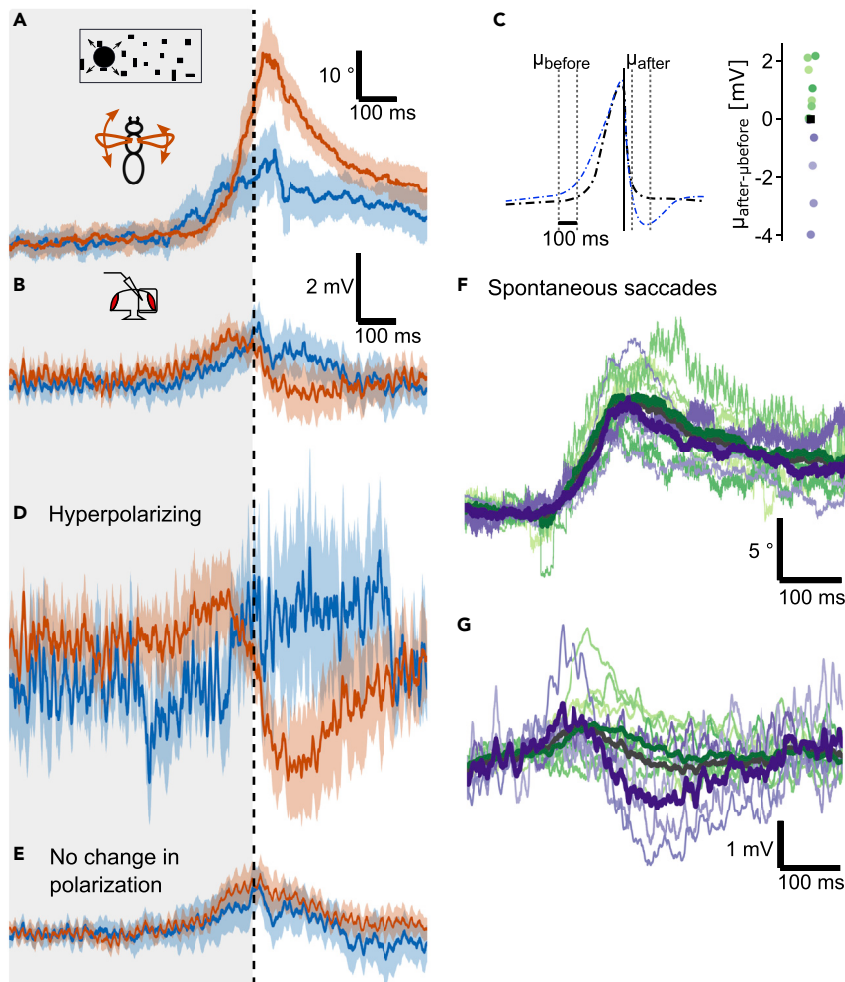 A
10 °
100 ms
B
2 mV
100 ms
C
μbefore
μafter
100 ms
μafter-μbefore [mV]
2
0
-2
-4
D Hyperpolarizing
E No change in
polarization
F Spontaneous saccades
5 °
100 ms
G
1 mV
100 ms